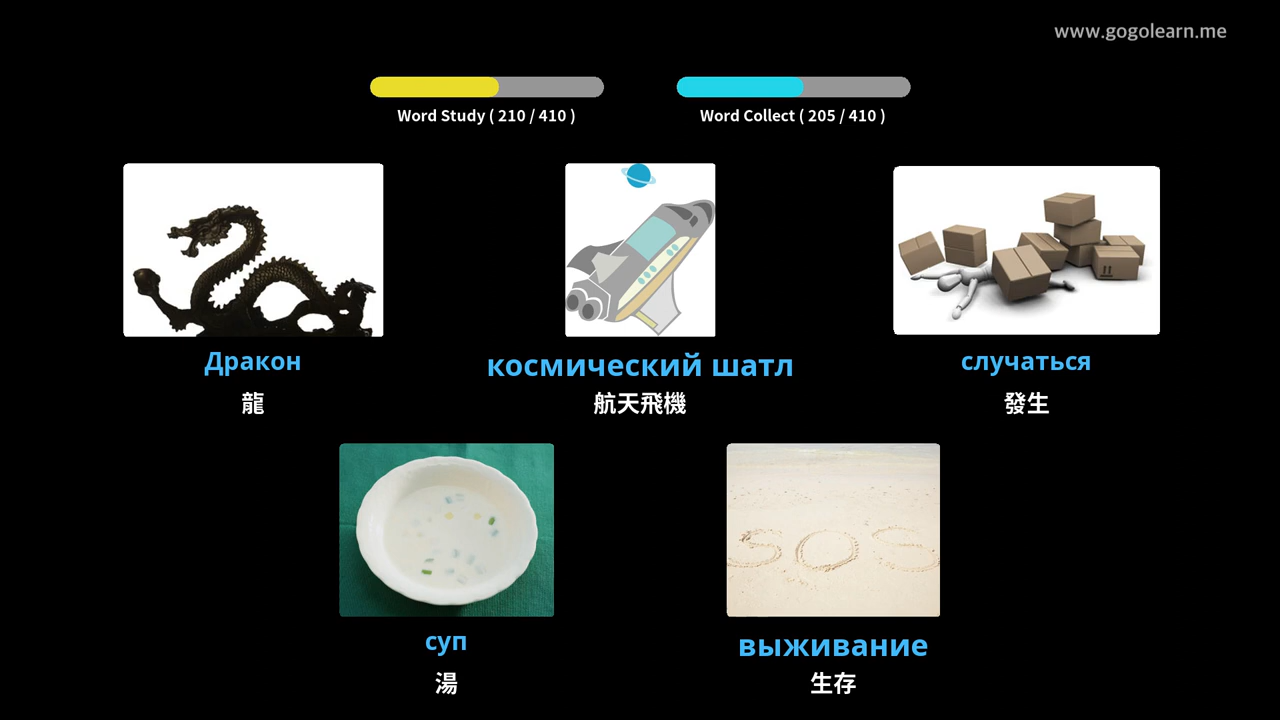 www.gogolearn.me
Word Study ( 210 / 410 )
Word Collect ( 205 / 410 )
Дракон
космический шатл
случаться
龍
航天飛機
發生
SOS
суп
выживание
湯
生存